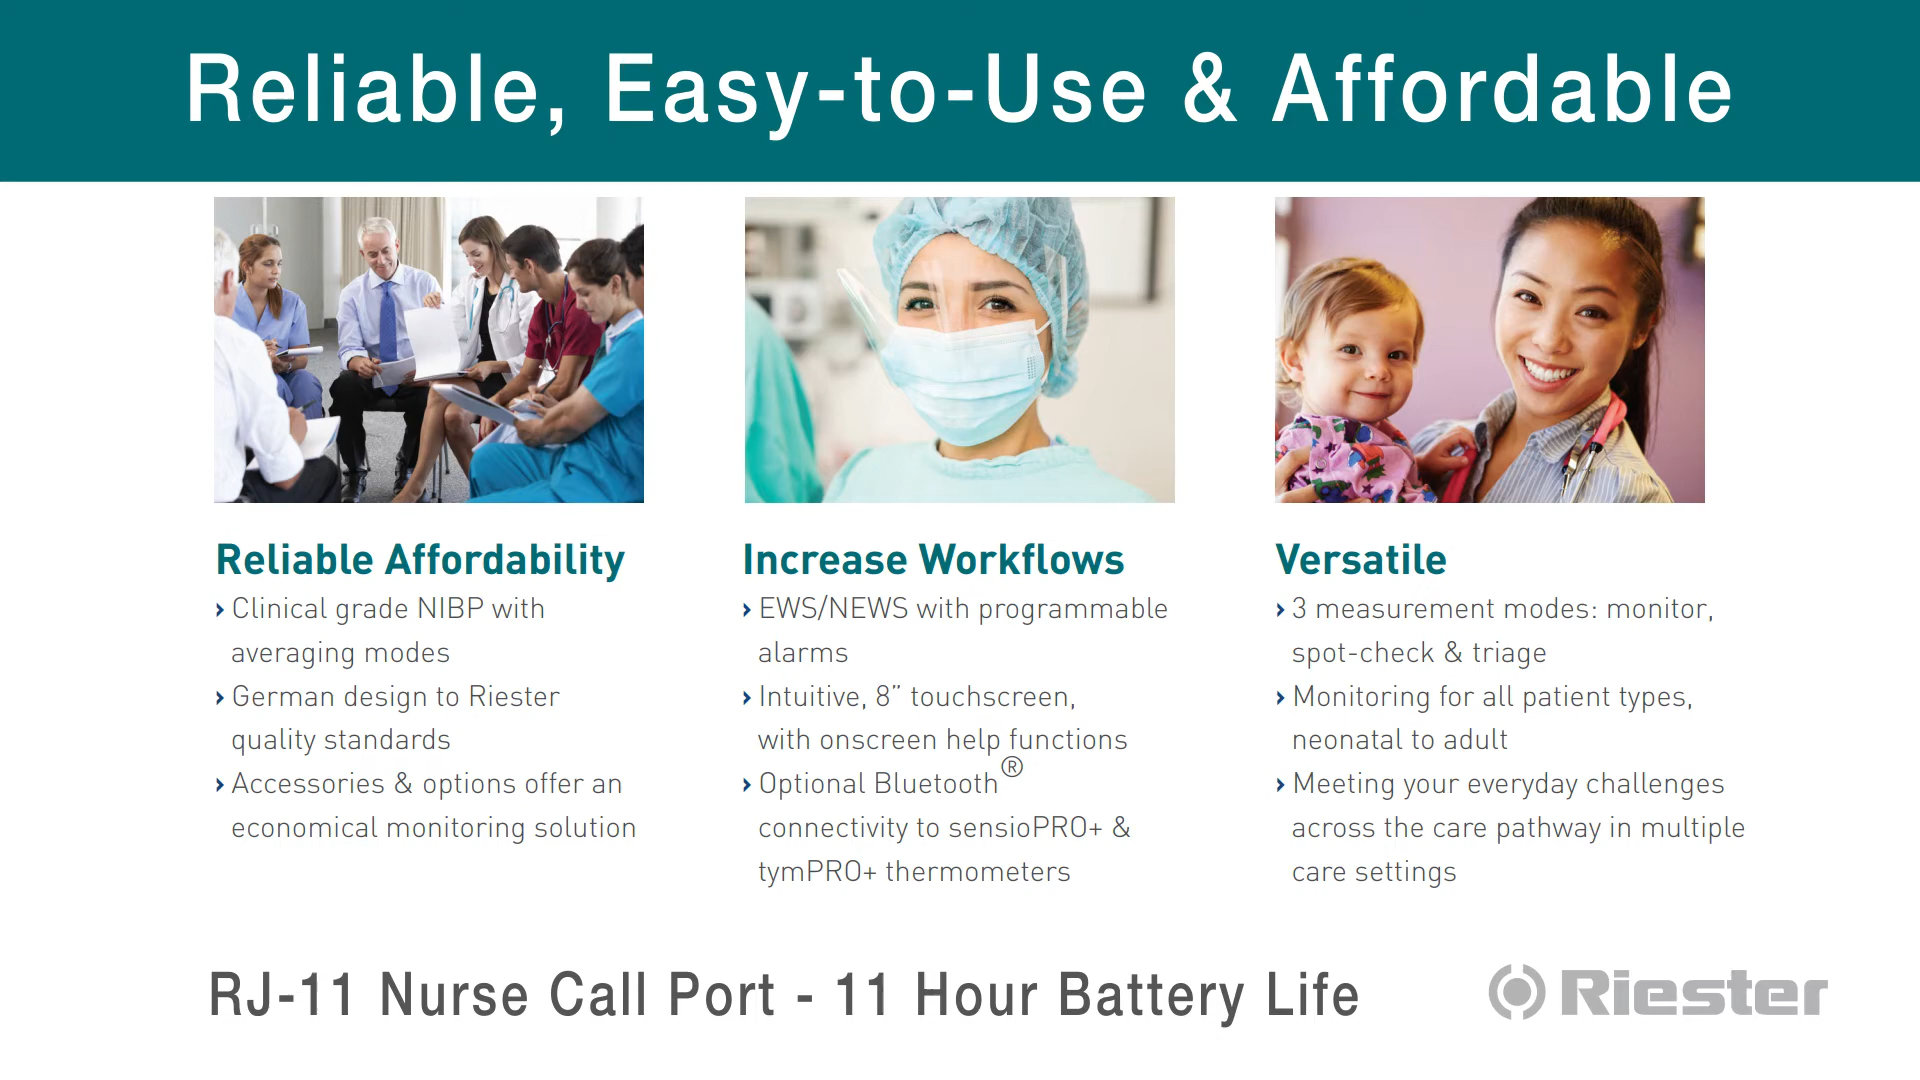 Reliable, Easy-to-Use & Affordable
Reliable Affordability
› Clinical grade NIBP with
averaging modes
› German design to Riester
quality standards
› Accessories & options offer an
economical monitoring solution
Increase Workflows
› EWS/NEWS with programmable
alarms
› Intuitive, 8” touchscreen,
with onscreen help functions
› Optional Bluetooth®
connectivity to sensioPRO+ &
tymPRO+ thermometers
Versatile
› 3 measurement modes: monitor,
spot-check & triage
› Monitoring for all patient types,
neonatal to adult
› Meeting your everyday challenges
across the care pathway in multiple
care settings
RJ-11 Nurse Call Port - 11 Hour Battery Life
Riester